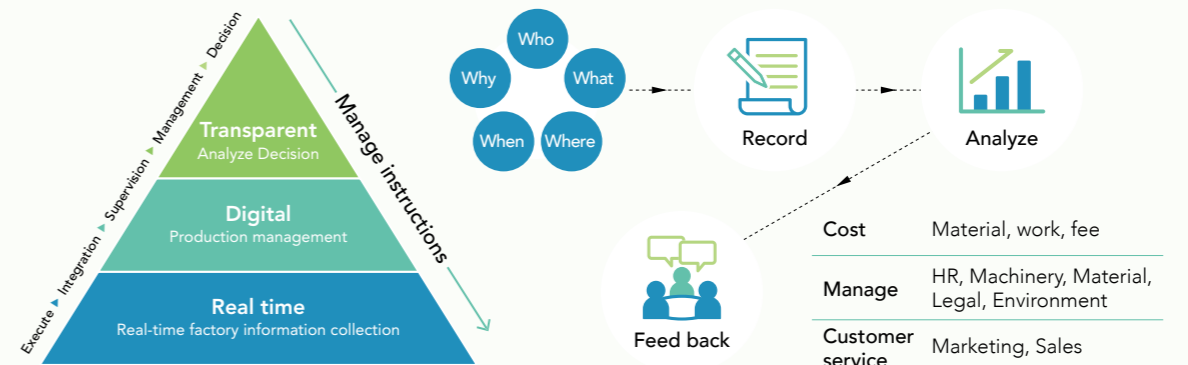 Execute ▸ Integration ▸ Supervision ▸ Management ▸ Decision
Manage instructions
Transparent
Analyze Decision
Digital
Production management
Real time
Real-time factory information collection
Who
Why
What
When
Where
Record
Analyze
Feed back
Cost
Material, work, fee
Manage
HR, Machinery, Material,
Legal, Environment
Customer
service
Marketing, Sales